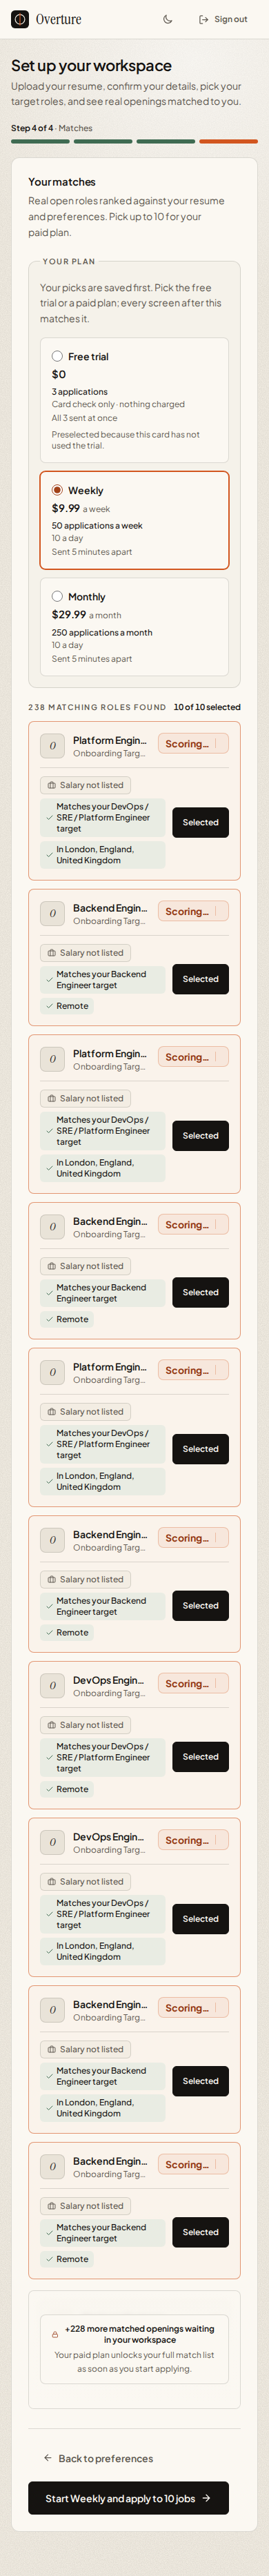 Overture
Sign out
Set up your workspace
Upload your resume, confirm your details, pick your
target roles, and see real openings matched to you.
Step 4 of 4 · Matches
Your matches
Real open roles ranked against your resume
and preferences. Pick up to 10 for your
paid plan.
YOUR PLAN
Your picks are saved first. Pick the free
trial or a paid plan; every screen after this
matches it.
Free trial
$0
3 applications
Card check only · nothing charged
All 3 sent at once
Preselected because this card has not
used the trial.
Weekly
$9.99 a week
50 applications a week
10 a day
Sent 5 minutes apart
Monthly
$29.99 a month
250 applications a month
10 a day
Sent 5 minutes apart
238 MATCHING ROLES FOUND 10 of 10 selected
O Platform Engin... Scoring...
Onboarding Targ...
Salary not listed
Matches your DevOps /
SRE / Platform Engineer
target
Selected
In London, England,
United Kingdom
O Backend Engin... Scoring...
Onboarding Targ...
Salary not listed
Matches your Backend
Engineer target
Selected
Remote
O Platform Engin... Scoring...
Onboarding Targ...
Salary not listed
Matches your DevOps /
SRE / Platform Engineer
target
Selected
In London, England,
United Kingdom
O Backend Engin... Scoring...
Onboarding Targ...
Salary not listed
Matches your Backend
Engineer target
Selected
Remote
O Platform Engin... Scoring...
Onboarding Targ...
Salary not listed
Matches your DevOps /
SRE / Platform Engineer
target
Selected
In London, England,
United Kingdom
O Backend Engin... Scoring...
Onboarding Targ...
Salary not listed
Matches your Backend
Engineer target
Selected
Remote
O DevOps Engin... Scoring...
Onboarding Targ...
Salary not listed
Matches your DevOps /
SRE / Platform Engineer
target
Selected
Remote
O DevOps Engin... Scoring...
Onboarding Targ...
Salary not listed
Matches your DevOps /
SRE / Platform Engineer
target
Selected
In London, England,
United Kingdom
O Backend Engin... Scoring...
Onboarding Targ...
Salary not listed
Matches your Backend
Engineer target
Selected
In London, England,
United Kingdom
O Backend Engin... Scoring...
Onboarding Targ...
Salary not listed
Matches your Backend
Engineer target
Selected
Remote
+228 more matched openings waiting
in your workspace
Your paid plan unlocks your full match list
as soon as you start applying.
Back to preferences
Start Weekly and apply to 10 jobs